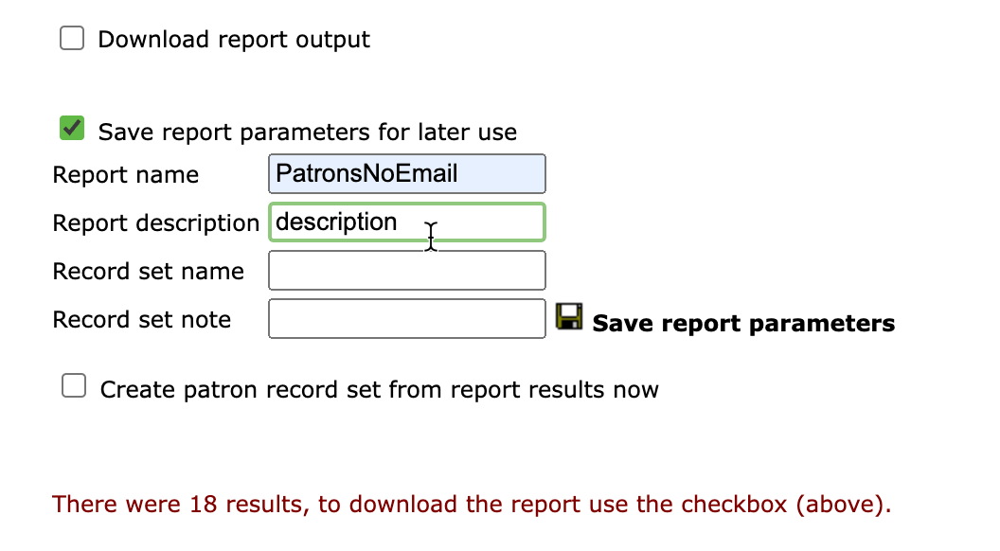 Download report output
Save report parameters for later use
Report name PatronsNoEmail
Report description description
Record set name
Record set note Save report parameters
Create patron record set from report results now
There were 18 results, to download the report use the checkbox (above).